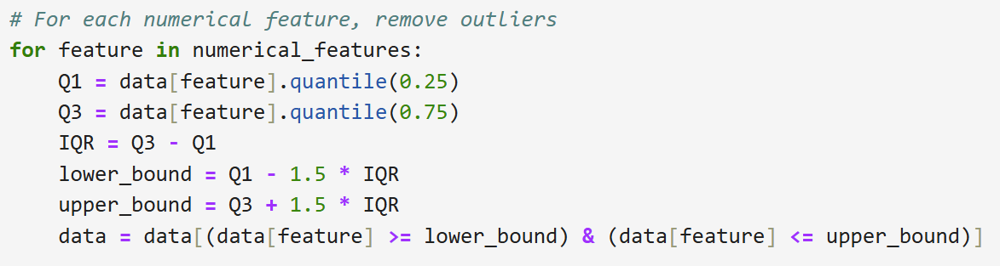 # For each numerical feature, remove outliers
for feature in numerical_features:
    Q1 = data[feature].quantile(0.25)
    Q3 = data[feature].quantile(0.75)
    IQR = Q3 - Q1
    lower_bound = Q1 - 1.5 * IQR
    upper_bound = Q3 + 1.5 * IQR
    data = data[(data[feature] >= lower_bound) & (data[feature] <= upper_bound)]